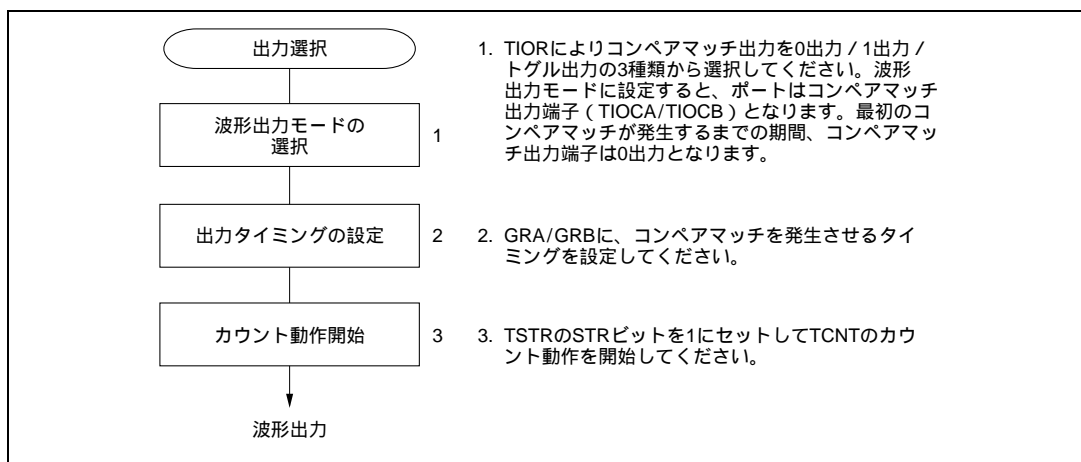 出力選択
波形出力モードの
選択
1
1. TIORによりコンペアマッチ出力を0出力 / 1出力 /
トグル出力の3種類から選択してください。波形
出力モードに設定すると、ポートはコンペアマッチ
出力端子（TIOCA/TIOCB）となります。最初のコ
ンペアマッチが発生するまでの期間、コンペアマッ
チ出力端子は0出力となります。
出力タイミングの設定
2
2. GRA/GRBに、コンペアマッチを発生させるタイ
ミングを設定してください。
カウント動作開始
3
3. TSTRのSTRビットを1にセットしてTCNTのカウ
ント動作を開始してください。
波形出力